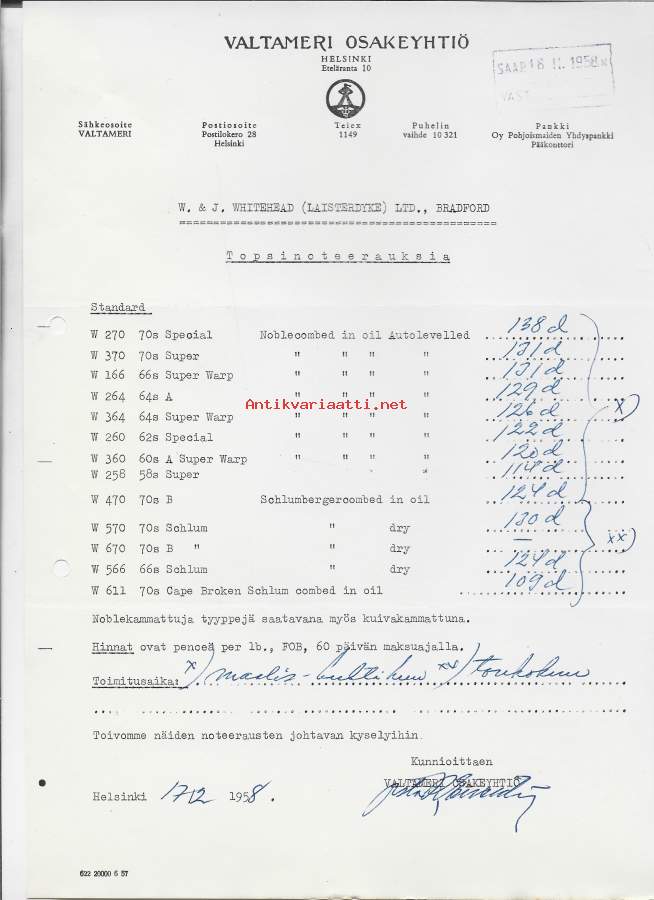 VALTAMERI OSAKEYHTIÖ
HELSINKI
Eteläranta 10
SAAP. 18. II. 1958
VAST
Sähkeosoite
VALTAMERI
Postiosoite
Postilokero 28
Helsinki
Telex
1149
Puhelin
vaihde 10 321
Pankki
Oy Pohjoismaiden Yhdyspankki
Pääkonttori
W. & J. WHITEHEAD (LAISTERDYKE) LTD., BRADFORD
Topsinoteerauksia
Standard
W 270 70s Special Noblecombed in oil Autolevelled 138 d
W 370 70s Super " " " " 131 d
W 166 66s Super Warp " " " " 131 d
W 264 64s A " " " " 129 d
Antikvariaatti.net
W 364 64s Super Warp " " " " 126 d
x)
W 260 62s Special " " " " 122 d
W 360 60s A Super Warp " " " " 120 d
W 258 58s Super " " 114 d
W 470 70s B Schlumbergercombed in oil 124 d
W 570 70s Schlum " dry 130 d
xx)
W 670 70s B " " dry —
W 566 66s Schlum " dry 124 d
W 611 70s Cape Broken Schlum combed in oil 109 d
Noblekammattuja tyyppejä saatavana myös kuivakammattuna.
Hinnat ovat penceä per lb., FOB, 60 päivän maksuajalla.
Toimitusaika: x) maalis-huhtikuu xx) toukokuu
Toivomme näiden noteerausten johtavan kyselyihin.
Kunnioittaen
VALTAMERI OSAKEYHTIÖ
Helsinki 17/2 1958.
622 20000 6 57